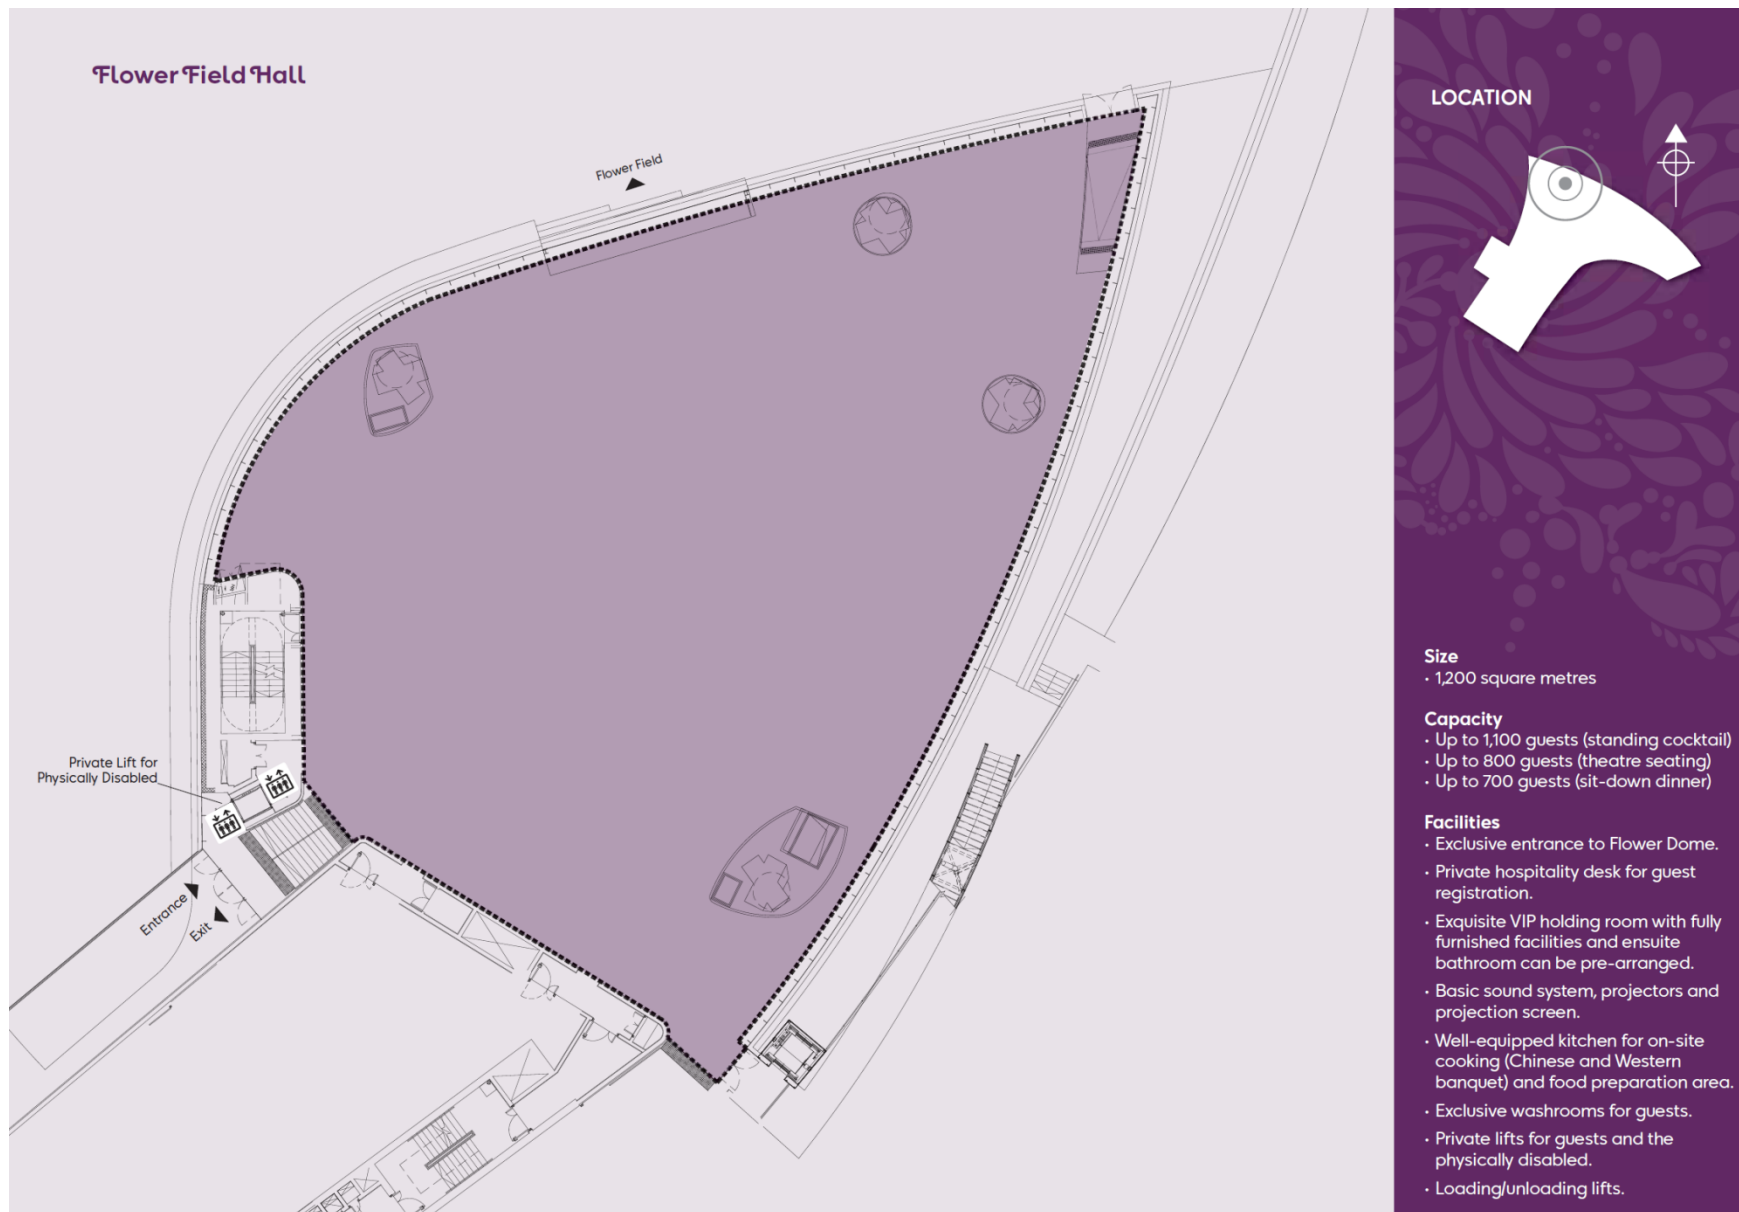 Flower Field Hall
Flower Field
Private Lift for
Physically Disabled
Entrance
Exit
LOCATION
Size
· 1,200 square metres
Capacity
· Up to 1,100 guests (standing cocktail)
· Up to 800 guests (theatre seating)
· Up to 700 guests (sit-down dinner)
Facilities
· Exclusive entrance to Flower Dome.
· Private hospitality desk for guest
registration.
· Exquisite VIP holding room with fully
furnished facilities and ensuite
bathroom can be pre-arranged.
· Basic sound system, projectors and
projection screen.
· Well-equipped kitchen for on-site
cooking (Chinese and Western
banquet) and food preparation area.
· Exclusive washrooms for guests.
· Private lifts for guests and the
physically disabled.
· Loading/unloading lifts.